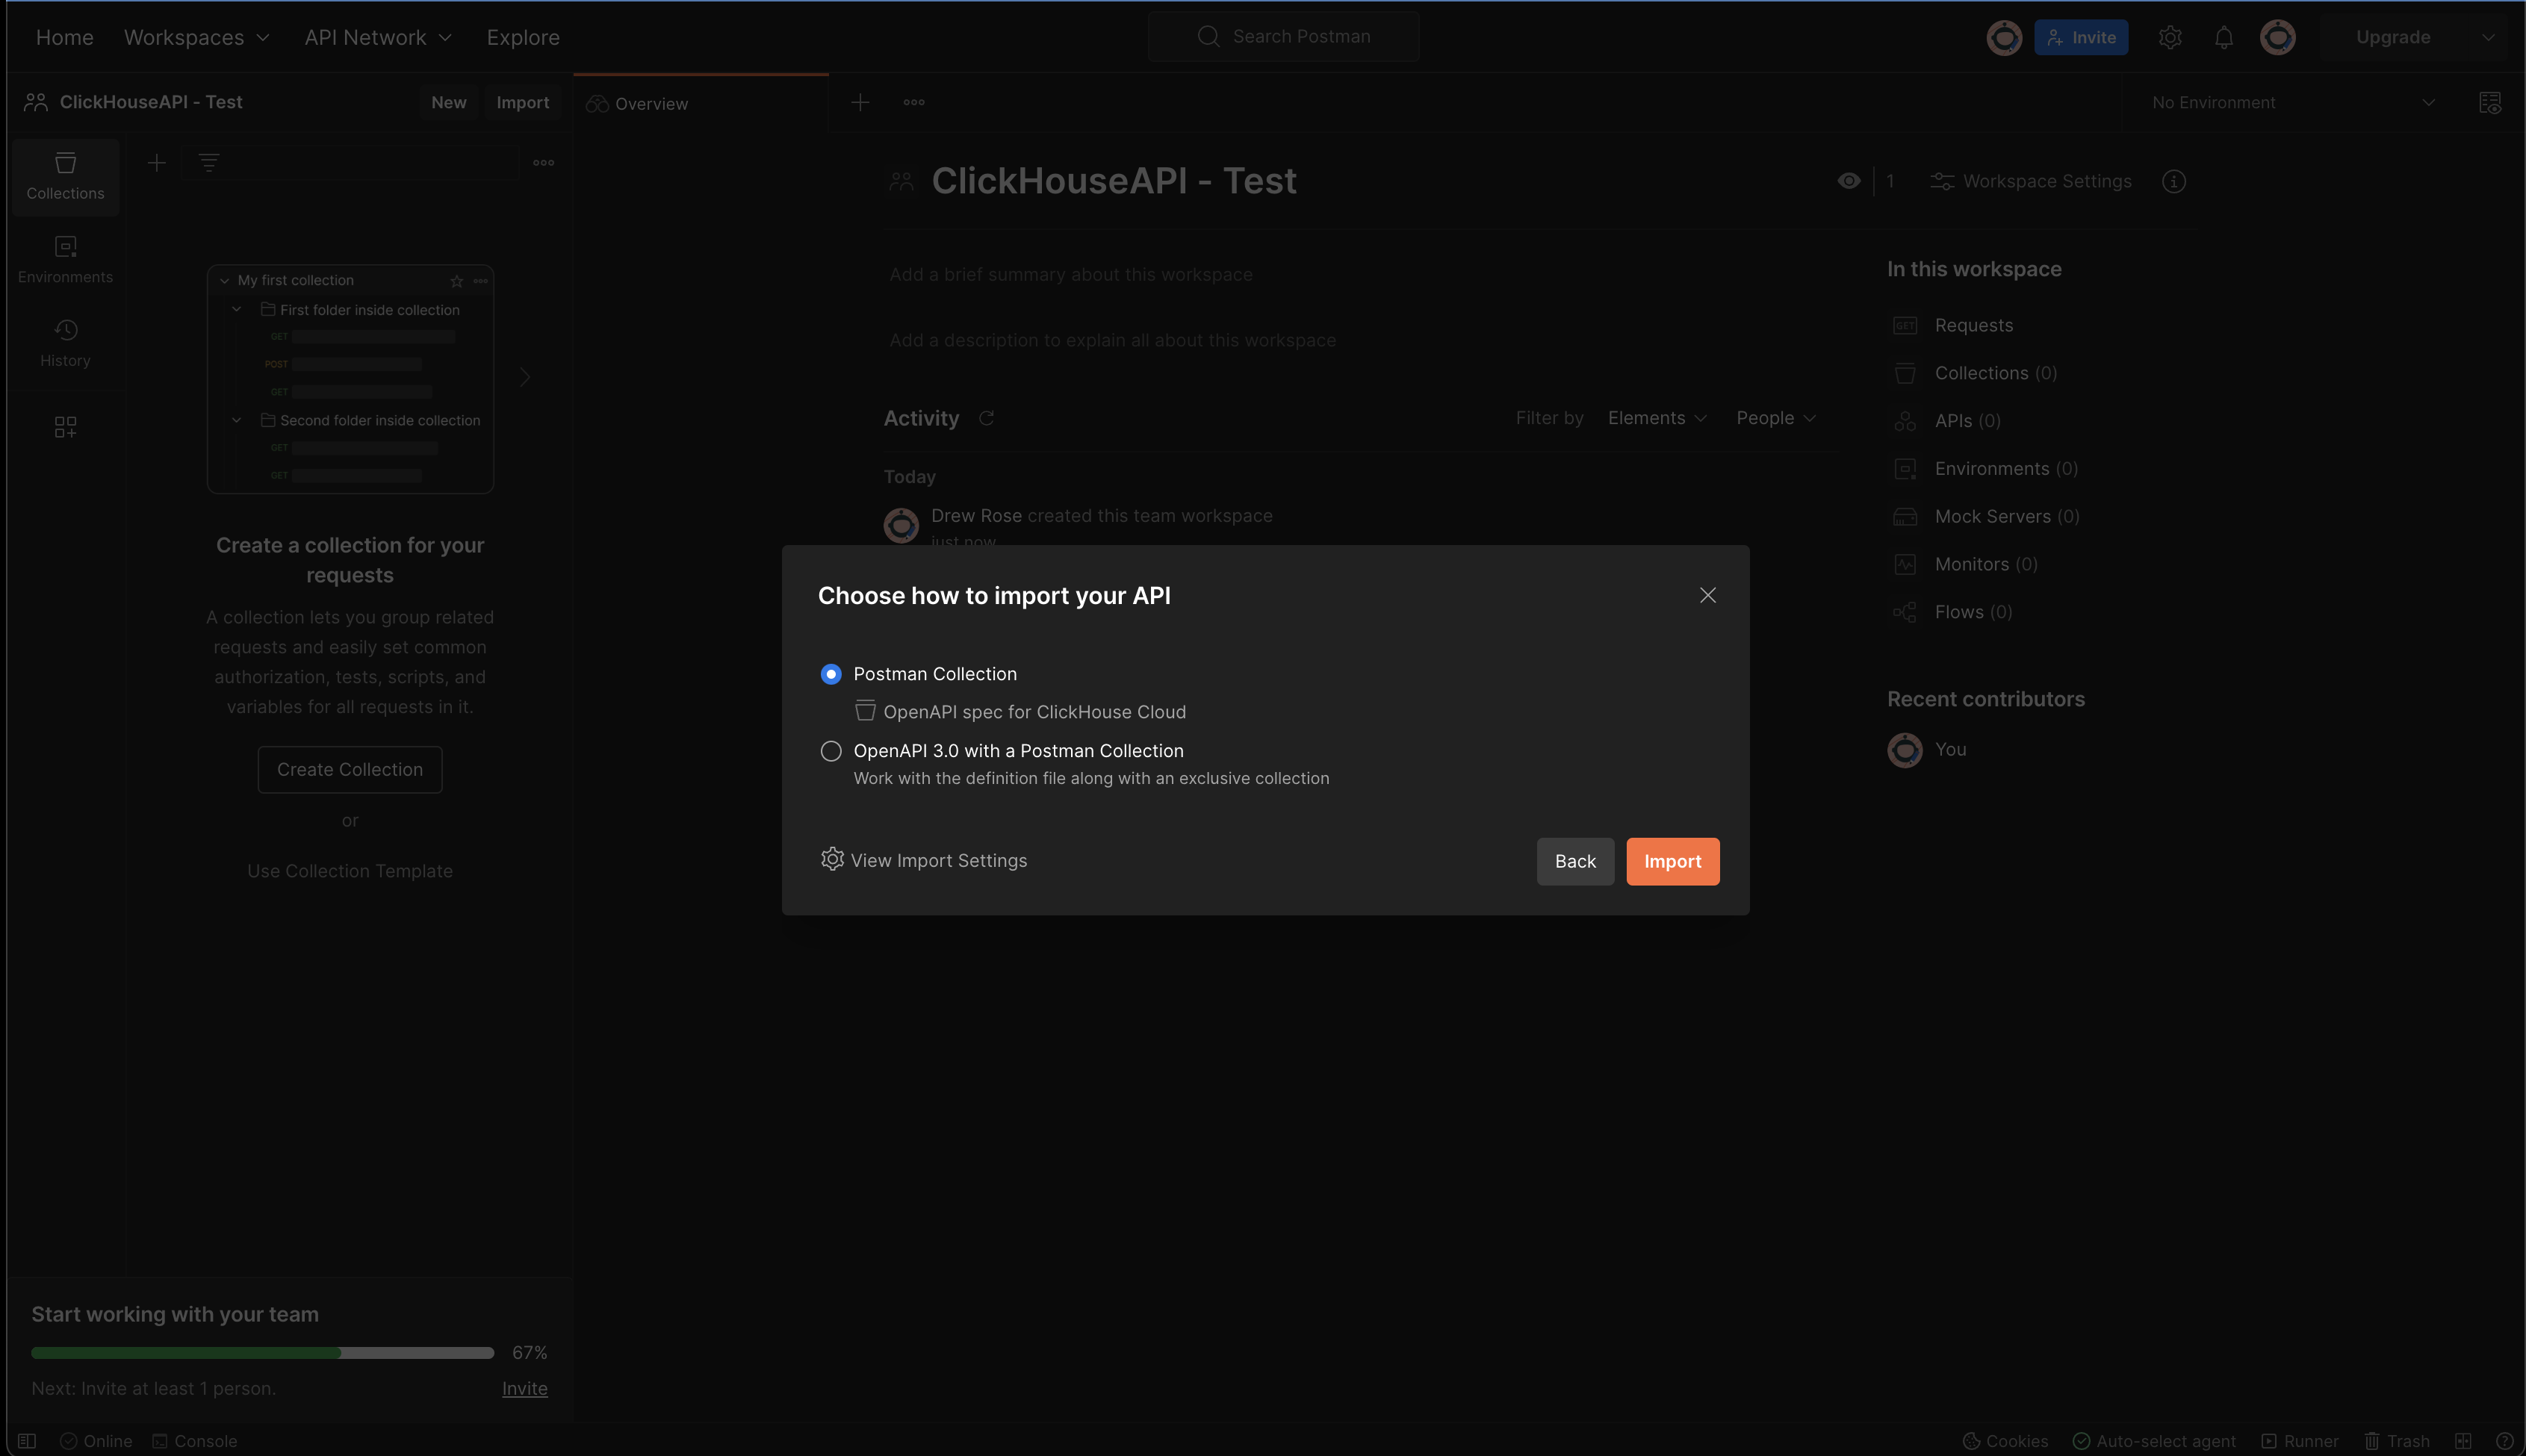 Home Workspaces API Network Explore Search Postman Invite Upgrade
ClickHouseAPI - Test New Import Overview No Environment
Collections
Environments
History
My first collection
First folder inside collection
GET
POST
GET
Second folder inside collection
GET
GET
Create a collection for your
requests
A collection lets you group related
requests and easily set common
authorization, tests, scripts, and
variables for all requests in it.
Create Collection
or
Use Collection Template
Start working with your team
67%
Next: Invite at least 1 person. Invite
ClickHouseAPI - Test 1 Workspace Settings
Add a brief summary about this workspace
Add a description to explain all about this workspace
Activity Filter by Elements People
Today
Drew Rose created this team workspace
just now
In this workspace
GET Requests
Collections (0)
APIs (0)
Environments (0)
Mock Servers (0)
Monitors (0)
Flows (0)
Recent contributors
You
Choose how to import your API
Postman Collection
OpenAPI spec for ClickHouse Cloud
OpenAPI 3.0 with a Postman Collection
Work with the definition file along with an exclusive collection
View Import Settings Back Import
Online Console Cookies Auto-select agent Runner Trash